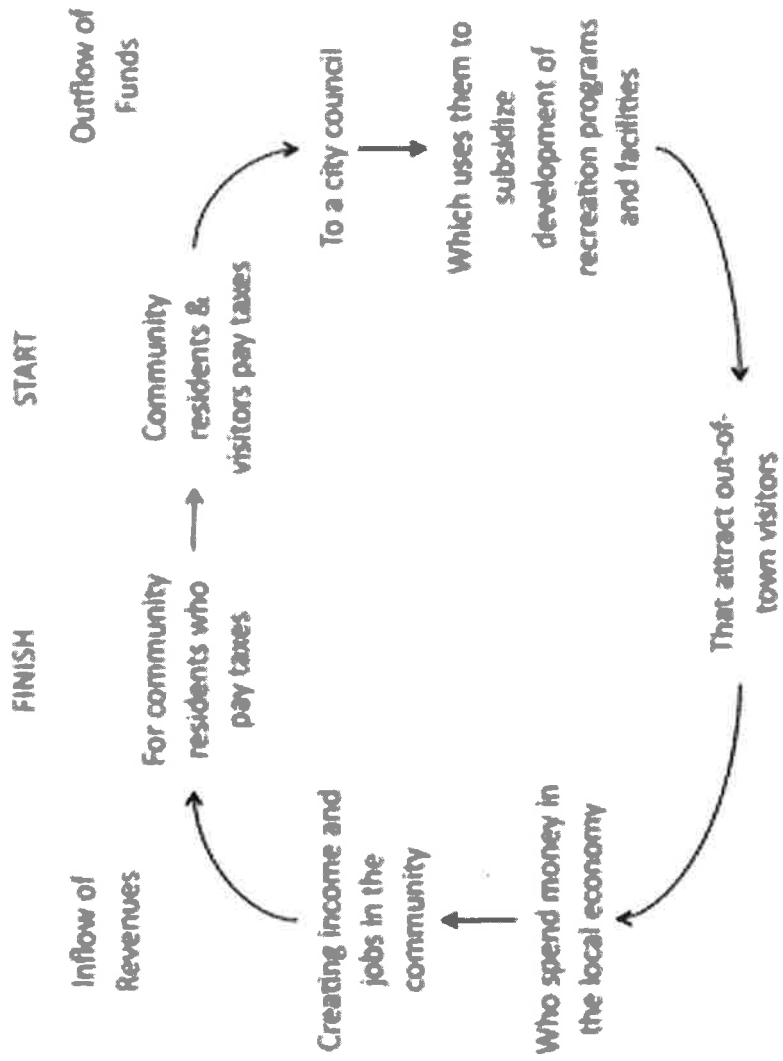 FINISH
START
Inflow of
Revenues
Outflow of
Funds
For community
residents who
pay taxes
Community
residents &
visitors pay taxes
To a city council
Which uses them to
subsidize
development of
recreation programs
and facilities
That attract out-of-
town visitors
Who spend money in
the local economy
Creating income and
jobs in the
community